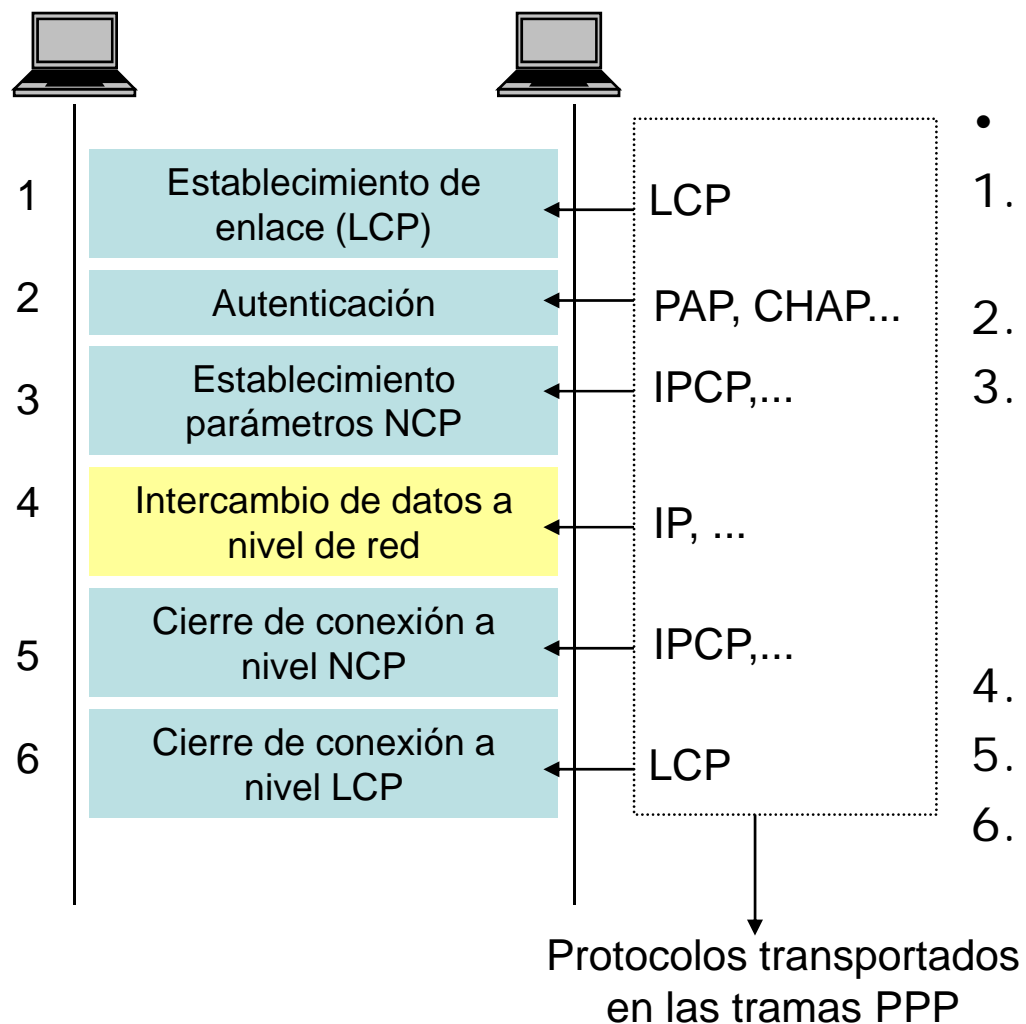 1
Establecimiento de
enlace (LCP)
LCP
2
Autenticación
PAP, CHAP...
3
Establecimiento
parámetros NCP
IPCP,...
4
Intercambio de datos a
nivel de red
IP, ...
5
Cierre de conexión a
nivel NCP
IPCP,...
6
Cierre de conexión a
nivel LCP
LCP
Protocolos transportados
en las tramas PPP
•
1.
2.
3.
4.
5.
6.